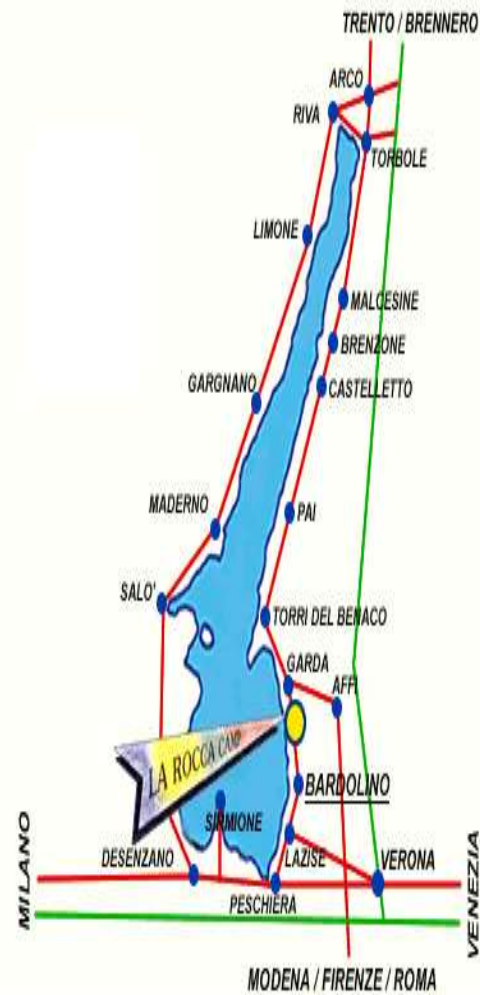 TRENTO / BRENNERO
ARCO
RIVA
TORBOLE
LIMONE
MALCESINE
BRENZONE
CASTELLETTO
GARGNANO
PAI
MADERNO
SALO'
TORRI DEL BENACO
GARDA
AFFI
LA ROCCA CAMP
BARDOLINO
SIRMIONE
LAZISE
DESENZANO
VERONA
PESCHIERA
MILANO
VENEZIA
MODENA / FIRENZE / ROMA